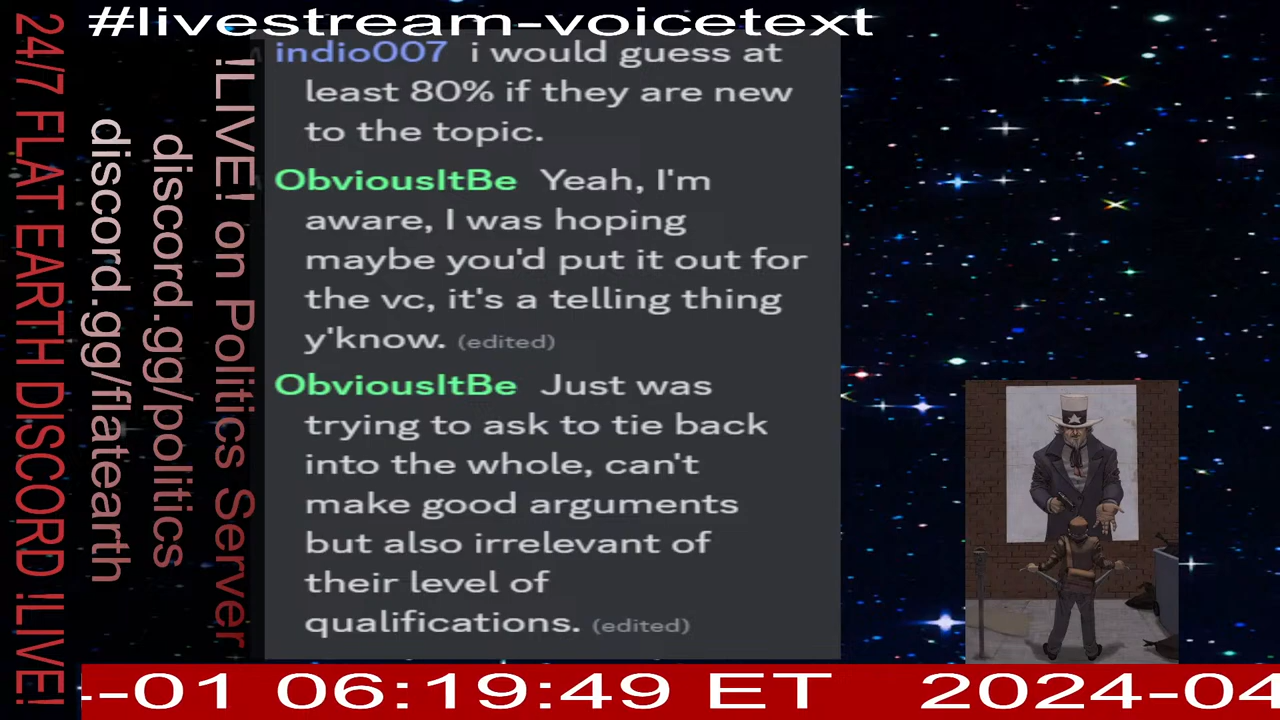 #livestream-voicetext
24/7 FLAT EARTH DISCORD !LIVE!
discord.gg/flatearth
discord.gg/politics
!LIVE! on Politics Server
indio007 i would guess at
least 80% if they are new
to the topic.
ObviousItBe Yeah, I'm
aware, I was hoping
maybe you'd put it out for
the vc, it's a telling thing
y'know. (edited)
ObviousItBe Just was
trying to ask to tie back
into the whole, can't
make good arguments
but also irrelevant of
their level of
qualifications. (edited)
-01 06:19:49 ET 2024-04